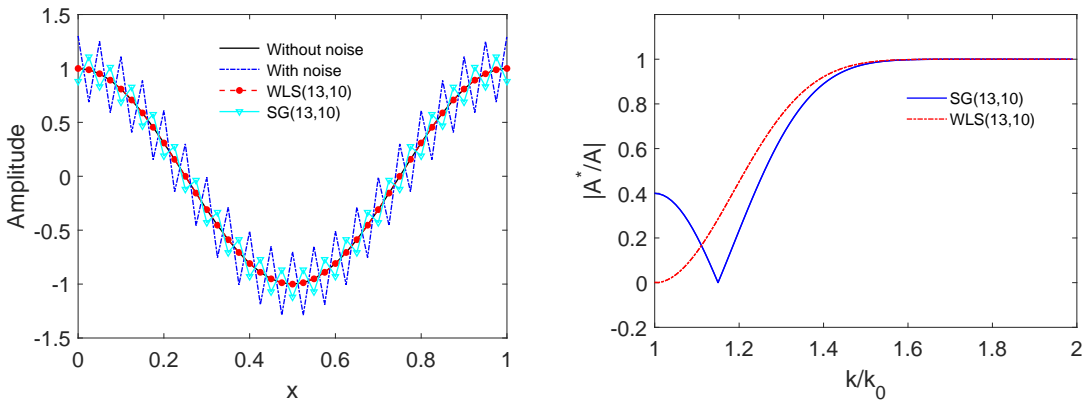 1.5
1
0.5
0
-0.5
-1
-1.5
Amplitude
Without noise
With noise
WLS(13,10)
SG(13,10)
0
0.2
0.4
0.6
0.8
1
x
1
0.8
0.6
0.4
0.2
0
-0.2
|A*/A|
SG(13,10)
WLS(13,10)
1
1.2
1.4
1.6
1.8
2
k/k0